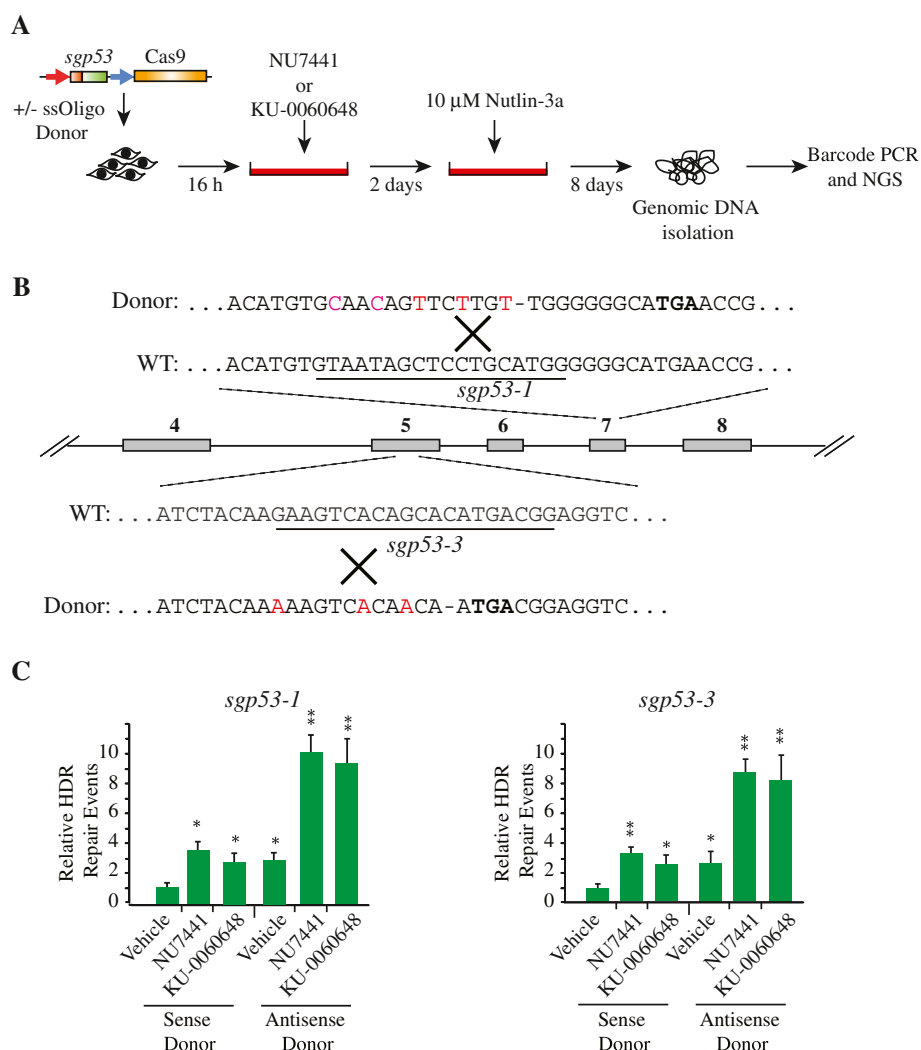 A
sgp53 Cas9
+/- ssOligo
Donor
16 h
NU7441
or
KU-0060648
2 days
10 μM Nutlin-3a
8 days
Genomic DNA
isolation
Barcode PCR
and NGS
B
Donor: . . . ACATGTGCAACAGTTCTTGT-TGGGGGGCATGAACCG . . .
WT: . . . ACATGTGTAATAGCTCCTGCATGGGGGGCATGAACCG . . .
sgp53-1
4 5 6 7 8
WT: . . . ATCTACAAGAAGTCACAGCACATGACGGAGGTC . . .
sgp53-3
Donor: . . . ATCTACAAAAAGTCACAACA-ATGACGGAGGTC . . .
C
sgp53-1
Relative HDR
Repair Events
10
8
6
4
2
0
* * * ** **
Vehicle
NU7441
KU-0060648
Vehicle
NU7441
KU-0060648
Sense
Donor
Antisense
Donor
sgp53-3
Relative HDR
Repair Events
10
8
6
4
2
0
** * * ** **
Vehicle
NU7441
KU-0060648
Vehicle
NU7441
KU-0060648
Sense
Donor
Antisense
Donor